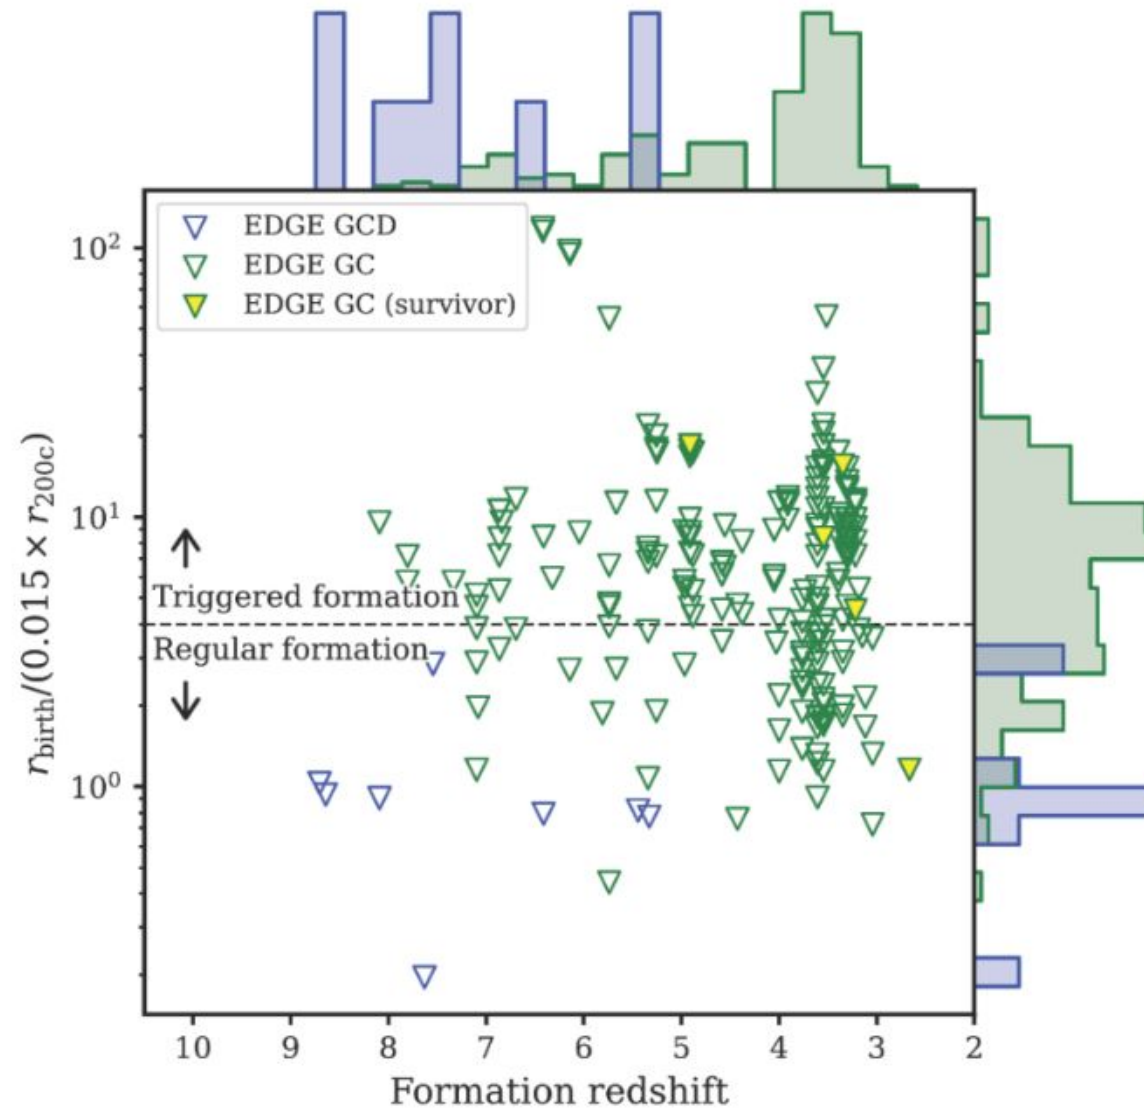 EDGE GCD
EDGE GC
EDGE GC (survivor)
10²
10¹
10⁰
r_birth/(0.015 × r_200c)
Triggered formation
Regular formation
10 9 8 7 6 5 4 3 2
Formation redshift